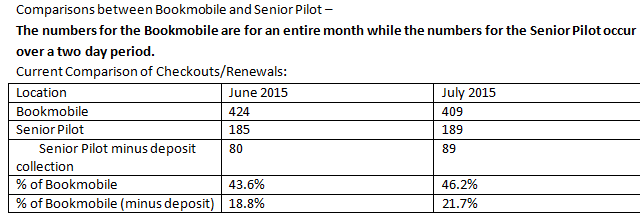 Comparisons between Bookmobile and Senior Pilot –
The numbers for the Bookmobile are for an entire month while the numbers for the Senior Pilot occur
over a two day period.
Current Comparison of Checkouts/Renewals:
Location June 2015 July 2015
Bookmobile 424 409
Senior Pilot 185 189
Senior Pilot minus deposit 80 89
collection
% of Bookmobile 43.6% 46.2%
% of Bookmobile (minus deposit) 18.8% 21.7%